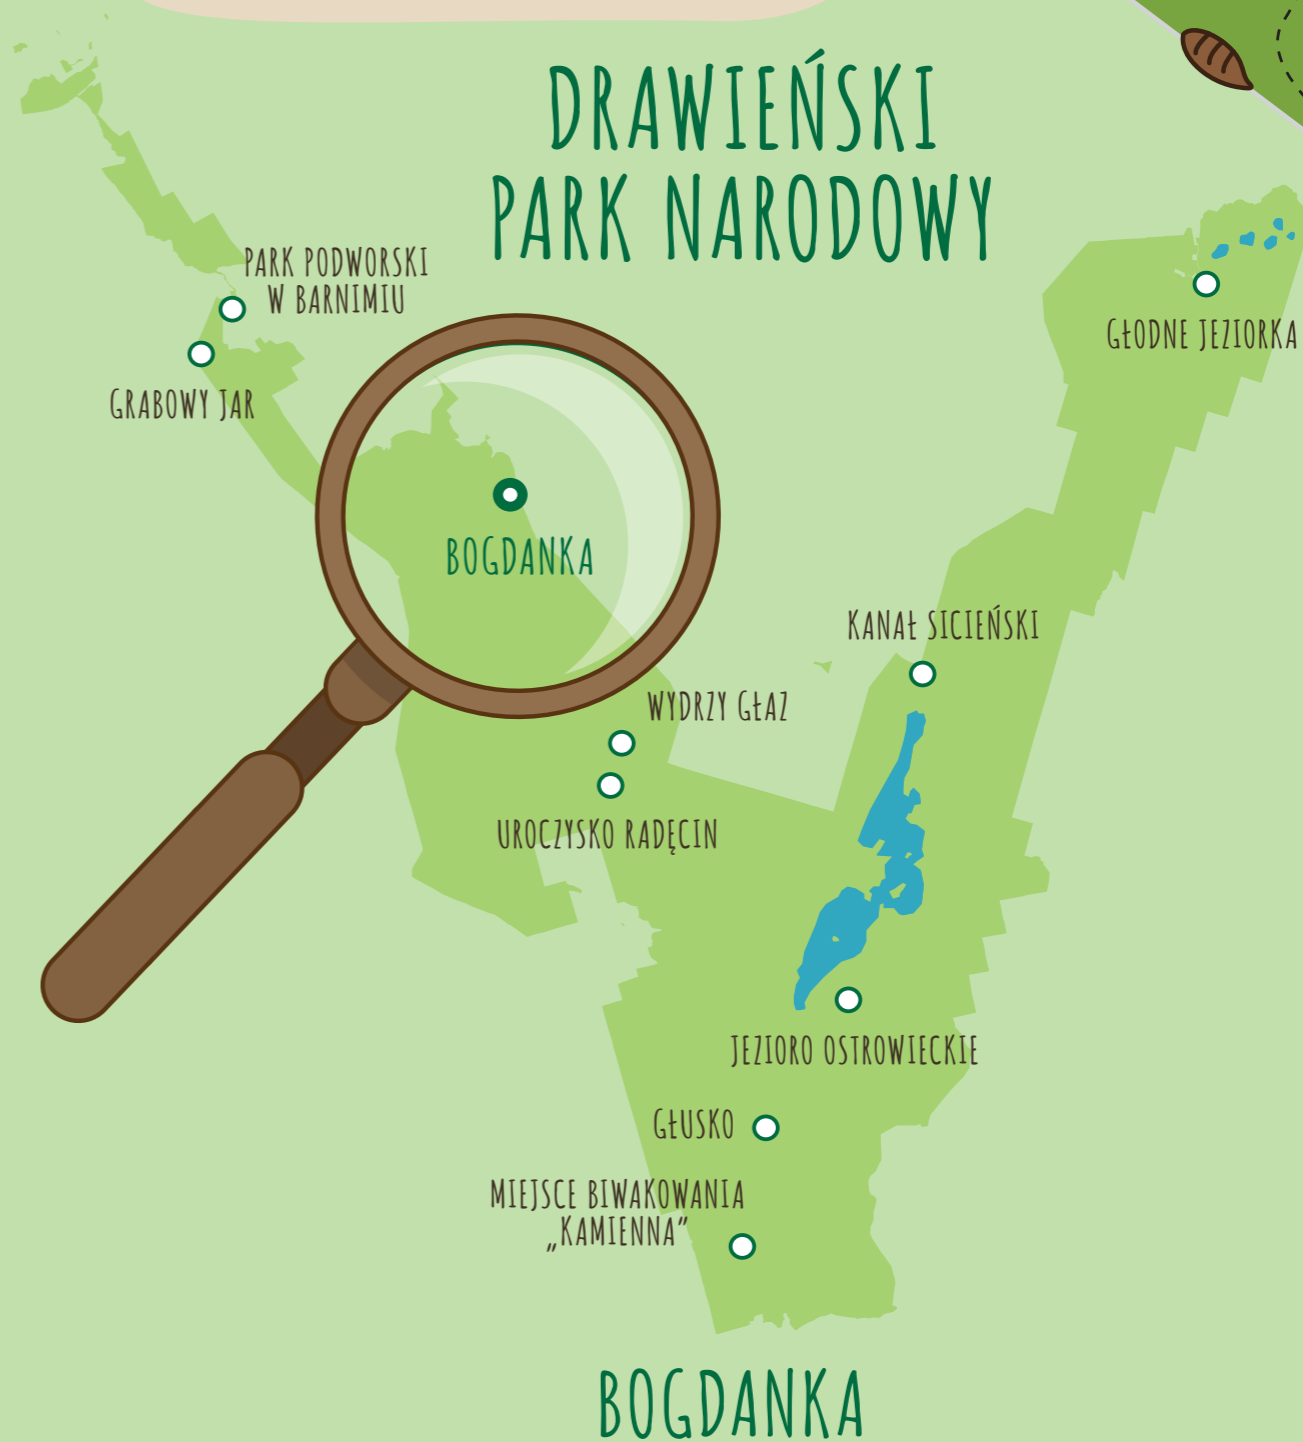 DRAWIEŃSKI
PARK NARODOWY
PARK PODWORSKI
W BARNIMIU
GŁODNE JEZIORKA
GRABOWY JAR
BOGDANKA
KANAŁ SICIEŃSKI
WYDRZY GŁAZ
UROCZYSKO RADĘCIN
JEZIORO OSTROWIECKIE
GŁUSKO
MIEJSCE BIWAKOWANIA
„KAMIENNA”
BOGDANKA